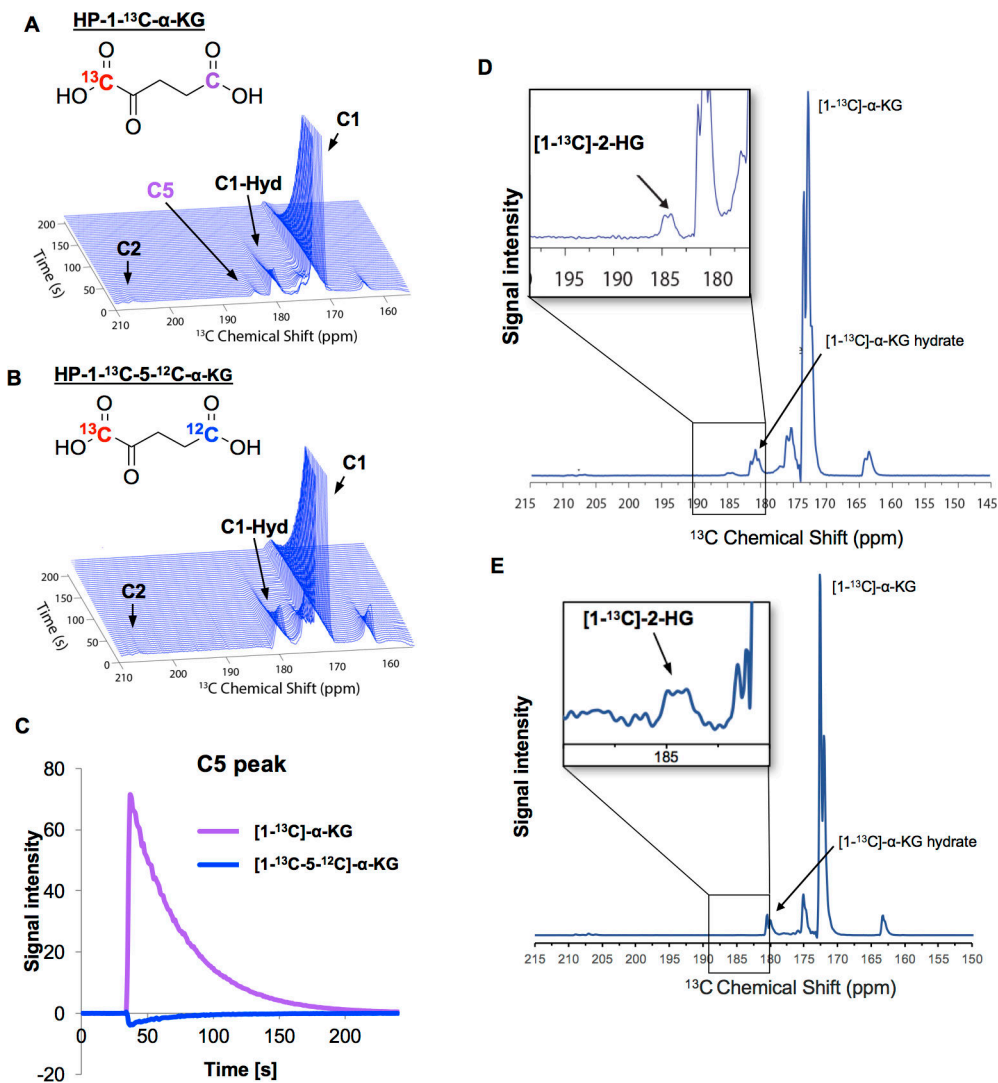 A
HP-1-¹³C-α-KG
O
O
HO
¹³C
C
OH
O
C1
C1-Hyd
C5
C2
200
150
100
50
0
Time (s)
210
200
190
180
170
160
¹³C Chemical Shift (ppm)
B
HP-1-¹³C-5-¹²C-α-KG
O
O
HO
¹³C
¹²C
OH
O
C1
C1-Hyd
C2
200
150
100
50
0
Time (s)
210
200
190
180
170
160
¹³C Chemical Shift (ppm)
C
C5 peak
80
60
40
20
0
-20
Signal intensity
[1-¹³C]-α-KG
[1-¹³C-5-¹²C]-α-KG
0
50
100
150
200
Time [s]
D
[1-¹³C]-α-KG
[1-¹³C]-2-HG
195 190 185 180
[1-¹³C]-α-KG hydrate
Signal intensity
215 210 205 200 195 190 185 180 175 170 165 160 155 150 145
¹³C Chemical Shift (ppm)
E
[1-¹³C]-α-KG
[1-¹³C]-2-HG
185
[1-¹³C]-α-KG hydrate
Signal intensity
215 210 205 200 195 190 185 180 175 170 165 160 155 150
¹³C Chemical Shift (ppm)